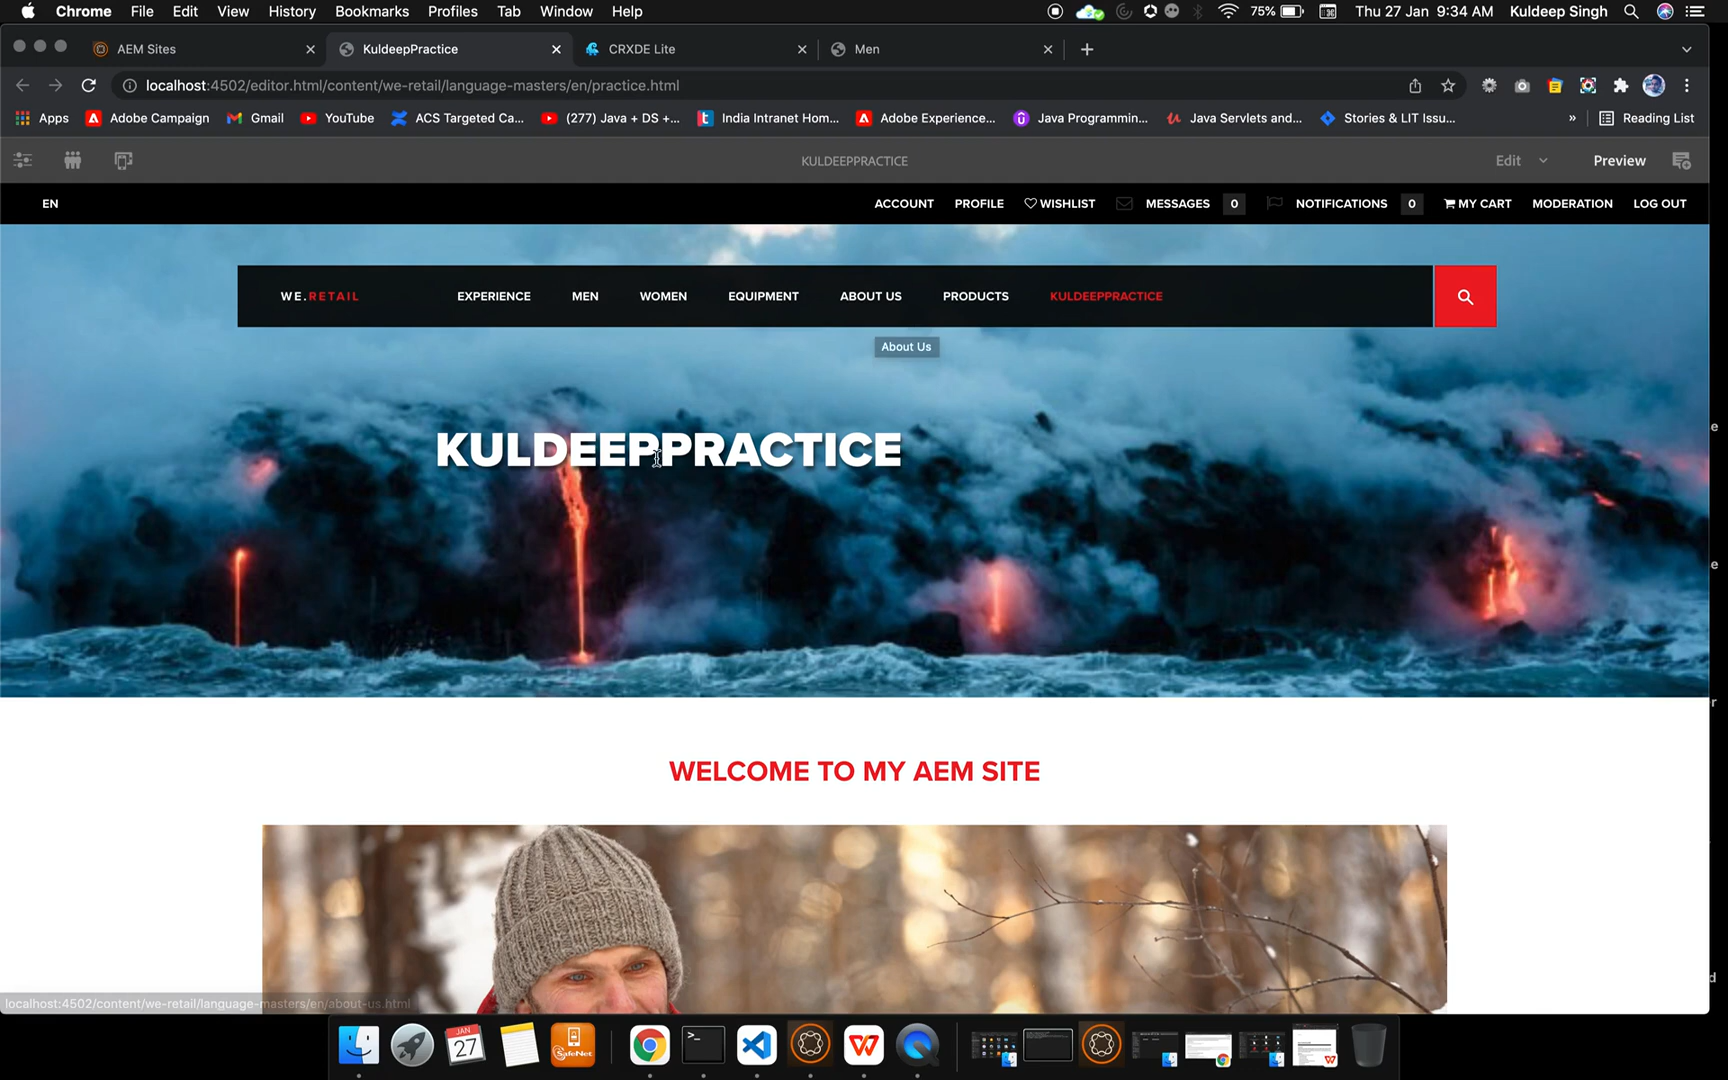 Chrome File Edit View History Bookmarks Profiles Tab Window Help 75% Thu 27 Jan 9:34 AM Kuldeep Singh
AEM Sites KuldeepPractice CRXDE Lite Men
localhost:4502/editor.html/content/we-retail/language-masters/en/practice.html
Apps Adobe Campaign Gmail YouTube ACS Targeted Ca... (277) Java + DS +... India Intranet Hom... Adobe Experience... Java Programmin... Java Servlets and... Stories & LIT Issu... » Reading List
KULDEEPPRACTICE Edit Preview
EN ACCOUNT PROFILE WISHLIST MESSAGES 0 NOTIFICATIONS 0 MY CART MODERATION LOG OUT
WE.RETAIL EXPERIENCE MEN WOMEN EQUIPMENT ABOUT US PRODUCTS KULDEEPPRACTICE
About Us
KULDEEPPRACTICE
WELCOME TO MY AEM SITE
localhost:4502/content/we-retail/language-masters/en/about-us.html
JAN
27
SafeNet